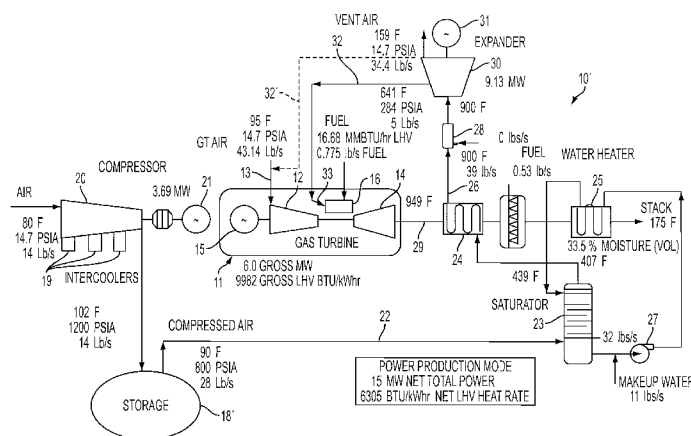 VENT AIR
159 F
14.7 PSIA
34.4 Lb/s
31
EXPANDER
30
9.13 MW
10'
32
32'
641 F
284 PSIA
5 Lb/s
900 F
95 F
14.7 PSIA
43.14 Lb/s
GT AIR
FUEL
16.68 MMBTU/hr LHV
0.775 lb/s FUEL
28
0 lbs/s
900 F
39 lb/s
26
FUEL
0.53 lb/s
WATER HEATER
25
COMPRESSOR
20
3.69 MW
21
AIR
80 F
14.7 PSIA
14 Lb/s
19
INTERCOOLERS
13
12
33
16
14
15
GAS TURBINE
11
6.0 GROSS MW
9982 GROSS LHV BTU/kWhr
949 F
29
24
STACK
175 F
33.5 % MOISTURE (VOL)
407 F
439 F
SATURATOR
23
32 lbs/s
27
MAKEUP WATER
11 lbs/s
102 F
1200 PSIA
14 Lb/s
COMPRESSED AIR
22
90 F
800 PSIA
28 Lb/s
STORAGE
18'
POWER PRODUCTION MODE
15 MW NET TOTAL POWER
6305 BTU/kWhr NET LHV HEAT RATE